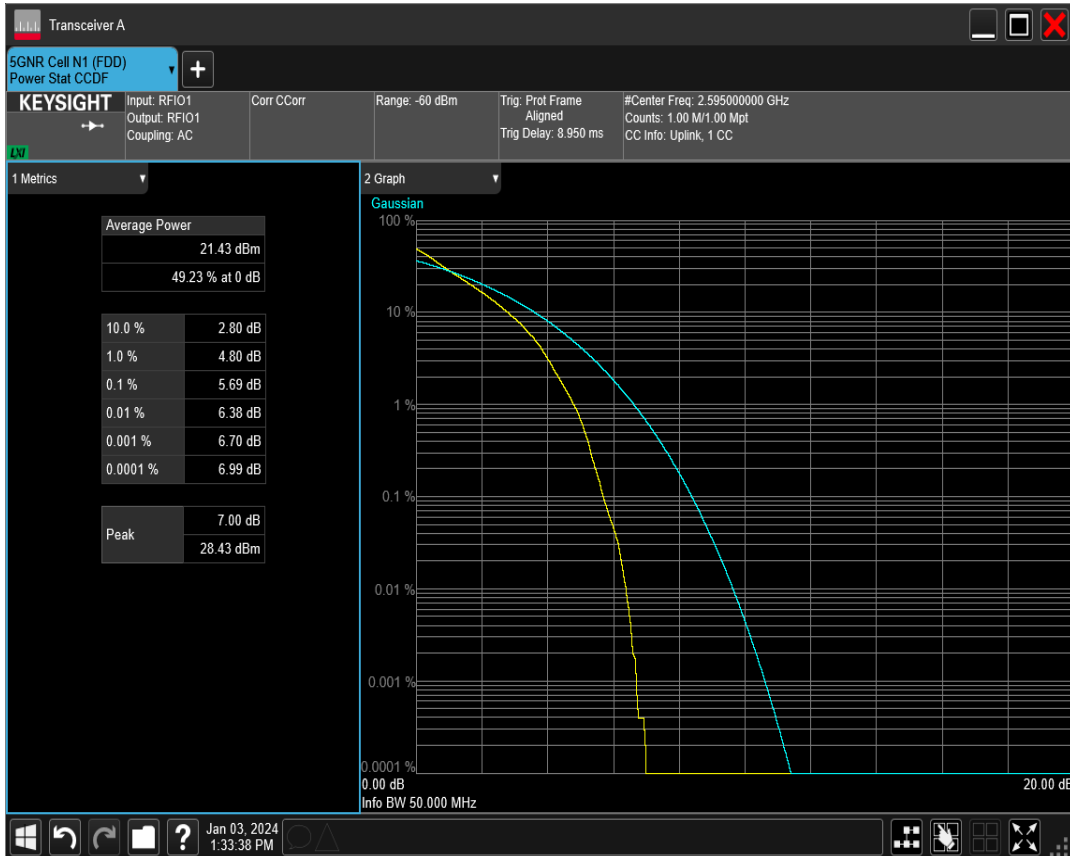 Transceiver A
5GNR Cell N1 (FDD)
Power Stat CCDF
+
KEYSIGHT
LXI
Input: RFIO1
Output: RFIO1
Coupling: AC
Corr CCorr
Range: -60 dBm
Trig: Prot Frame
Aligned
Trig Delay: 8.950 ms
#Center Freq: 2.595000000 GHz
Counts: 1.00 M/1.00 Mpt
CC Info: Uplink, 1 CC
1 Metrics
Average Power
21.43 dBm
49.23 % at 0 dB
10.0 % 2.80 dB
1.0 % 4.80 dB
0.1 % 5.69 dB
0.01 % 6.38 dB
0.001 % 6.70 dB
0.0001 % 6.99 dB
Peak
7.00 dB
28.43 dBm
2 Graph
Gaussian
100 %
10 %
1 %
0.1 %
0.01 %
0.001 %
0.0001 %
0.00 dB 20.00 dB
Info BW 50.000 MHz
?
Jan 03, 2024
1:33:38 PM